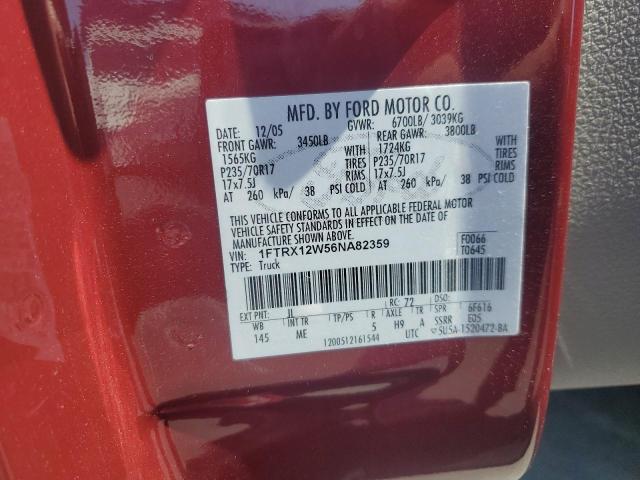 MFD. BY FORD MOTOR CO.
DATE: 12/05 GVWR: 6700LB/ 3039KG
FRONT GAWR: 3450LB REAR GAWR: 3800LB
1565KG WITH 1724KG WITH
P235/70R17 TIRES P235/70R17 TIRES
17x7.5J RIMS 17x7.5J RIMS
AT 260 kPa/ 38 PSI COLD AT 260 kPa/ 38 PSI COLD
THIS VEHICLE CONFORMS TO ALL APPLICABLE FEDERAL MOTOR
VEHICLE SAFETY STANDARDS IN EFFECT ON THE DATE OF
MANUFACTURE SHOWN ABOVE.
VIN: 1FTRX12W56NA82359 F0066
TYPE: Truck T0645
EXT PNT: JL RC: 72 DSO:
WB INT TR TP/PS R AXLE TR SPR 6F616
145 ME 5 H9 A SSRR E05
1200512161544 UTC 5U5A-1520472-BA